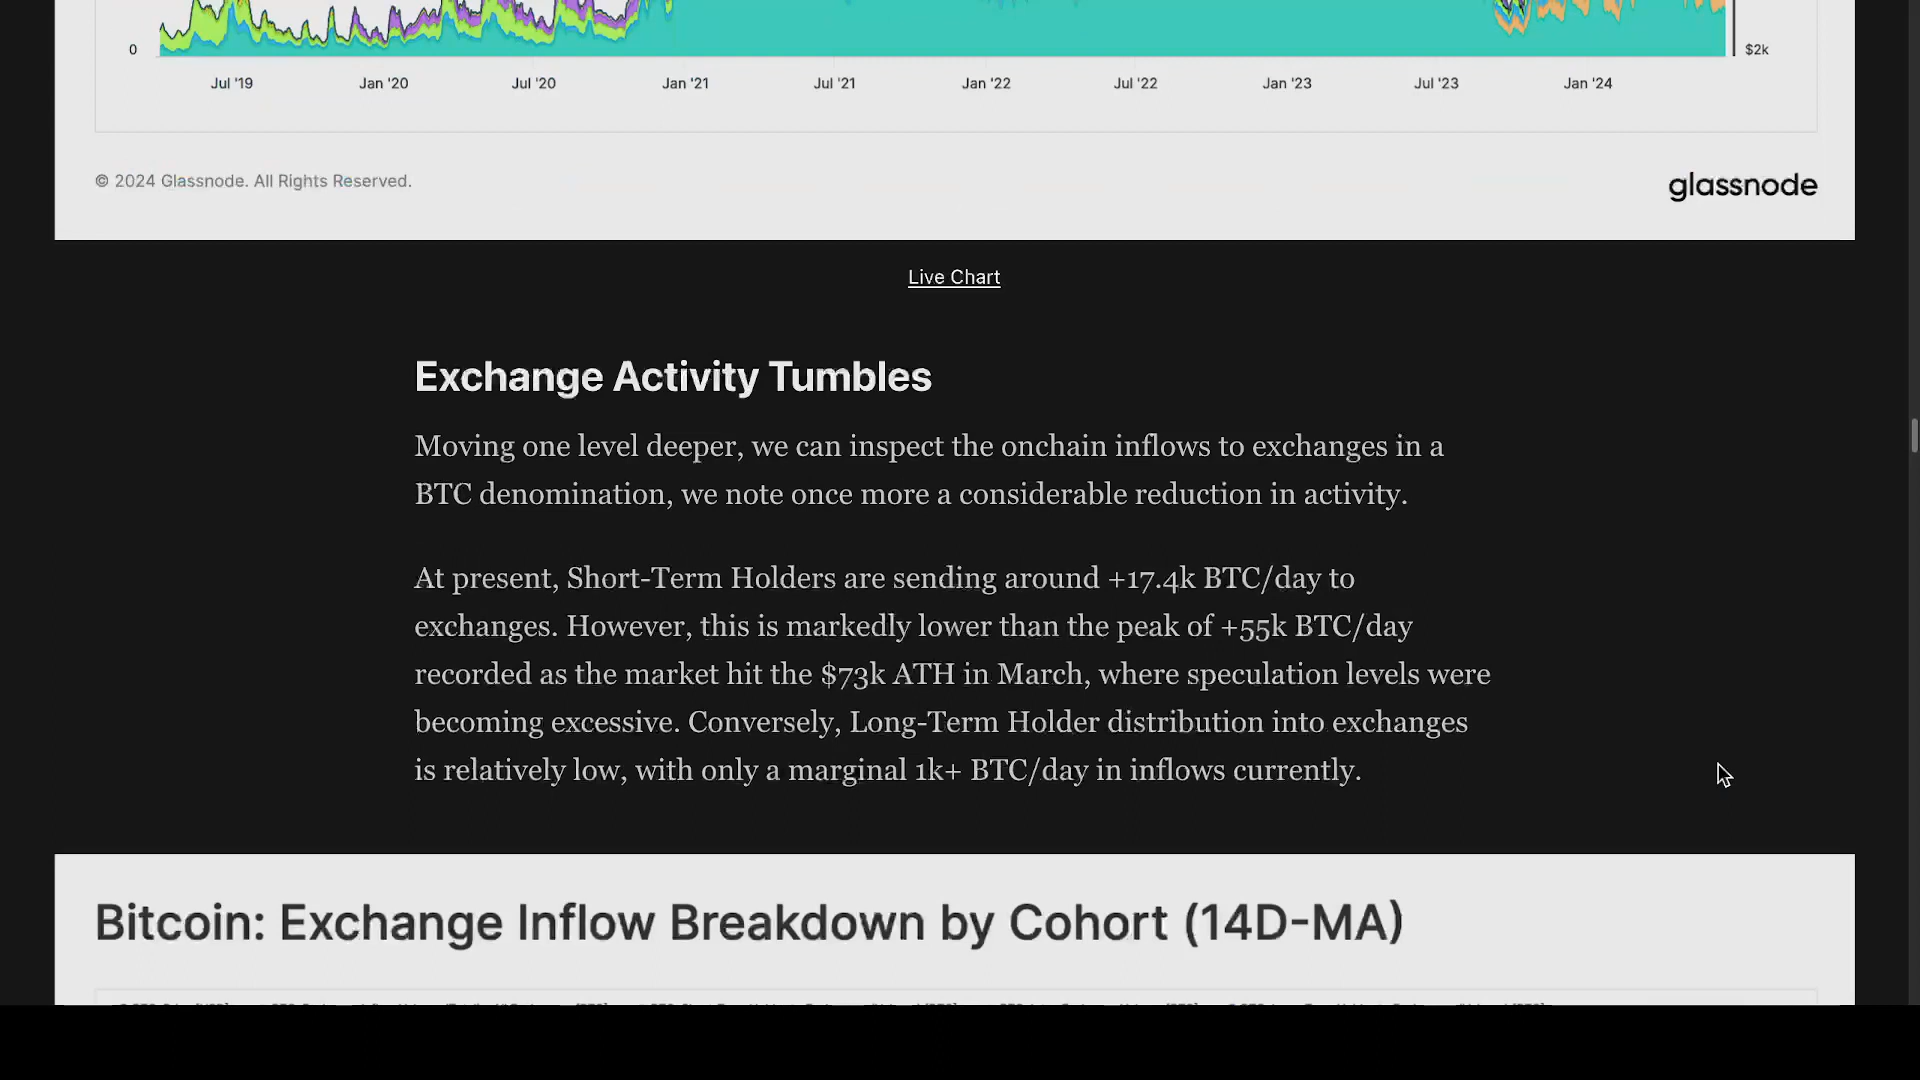 0
$2k
Jul '19 Jan '20 Jul '20 Jan '21 Jul '21 Jan '22 Jul '22 Jan '23 Jul '23 Jan '24
© 2024 Glassnode. All Rights Reserved.
glassnode
Live Chart
Exchange Activity Tumbles
Moving one level deeper, we can inspect the onchain inflows to exchanges in a
BTC denomination, we note once more a considerable reduction in activity.
At present, Short-Term Holders are sending around +17.4k BTC/day to
exchanges. However, this is markedly lower than the peak of +55k BTC/day
recorded as the market hit the $73k ATH in March, where speculation levels were
becoming excessive. Conversely, Long-Term Holder distribution into exchanges
is relatively low, with only a marginal 1k+ BTC/day in inflows currently.
Bitcoin: Exchange Inflow Breakdown by Cohort (14D-MA)